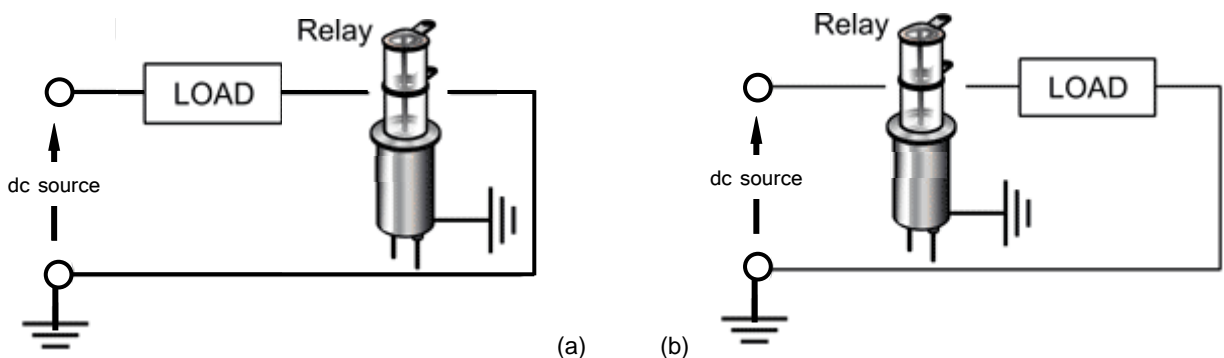 Relay
LOAD
dc source
(a)
Relay
LOAD
dc source
(b)